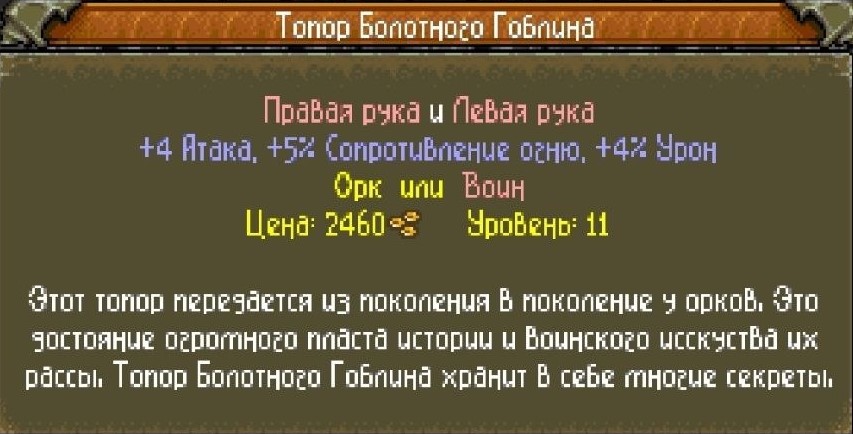 Топор Болотного Гоблина
Правая рука и Левая рука
+4 Атака, +5% Сопротивление огню, +4% Урон
Орк или Воин
Цена: 2460 Уровень: 11
Этот топор передается из поколения в поколение у орков. Это
достояние огромного пласта истории и воинского исскуства их
рассы. Топор Болотного Гоблина хранит в себе многие секреты.